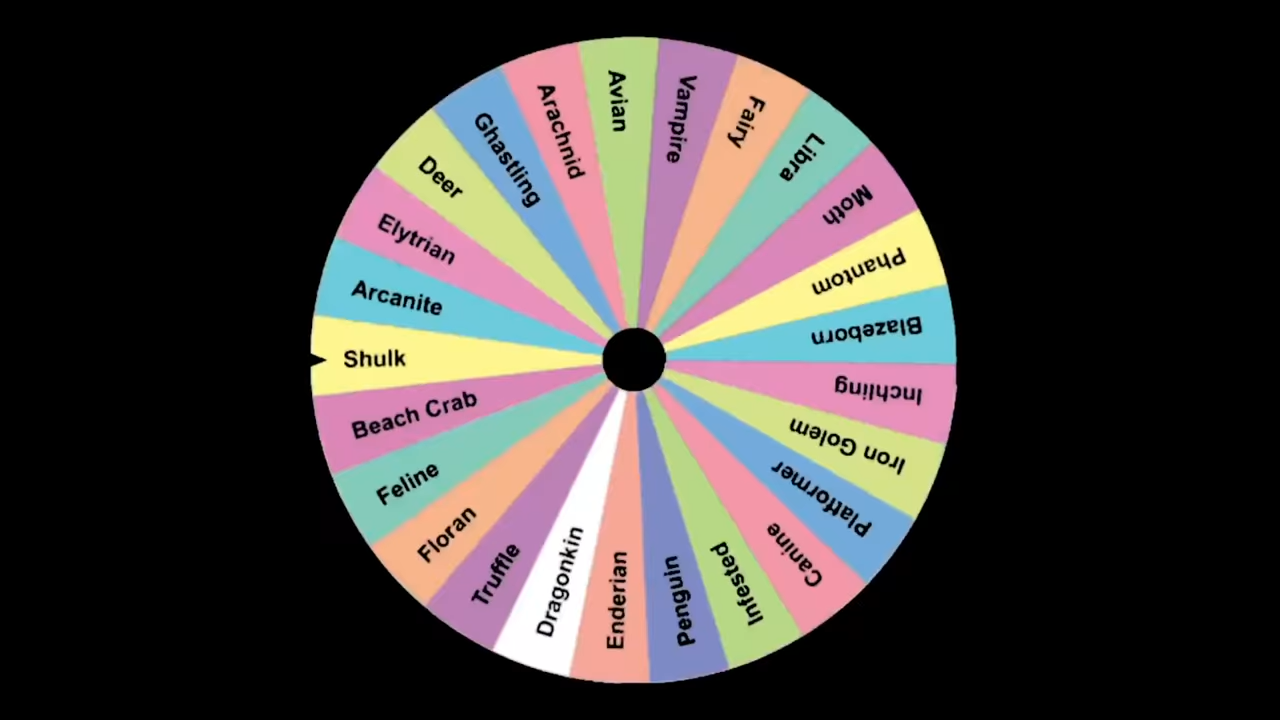 Avian
Vampire
Fairy
Libra
Moth
Phantom
Blazeborn
Inchling
Iron Golem
Platformer
Canine
Infested
Penguin
Enderian
Dragonkin
Truffle
Floran
Feline
Beach Crab
Shulk
Arcanite
Elytrian
Deer
Ghastling
Arachnid